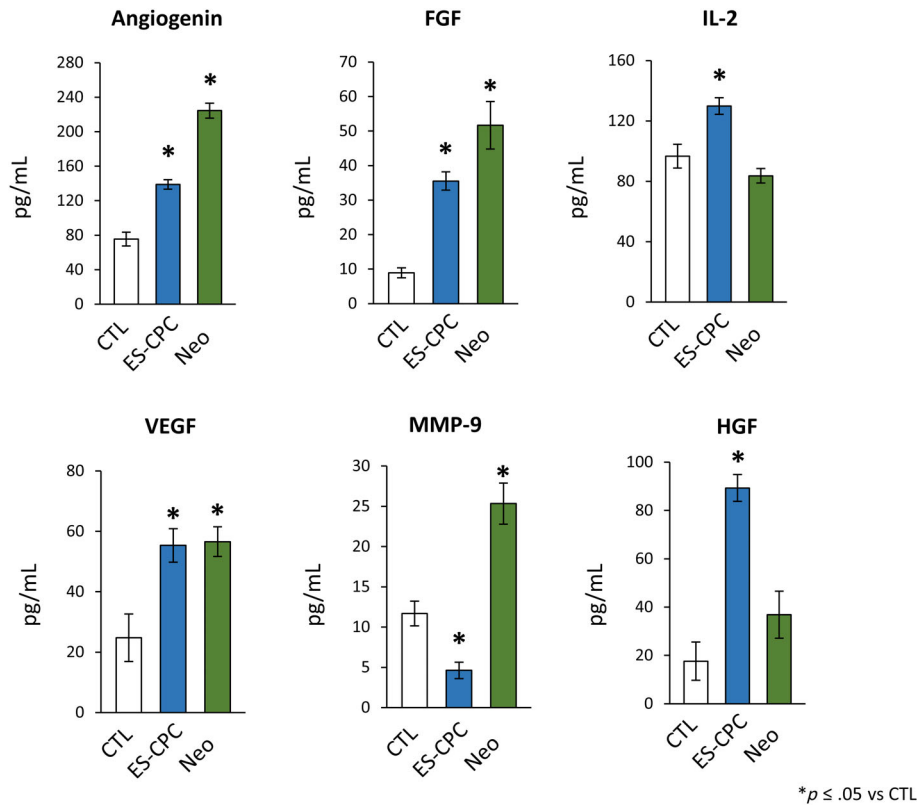 Angiogenin
FGF
IL-2
pg/mL
280
240
200
160
120
80
40
0
*
*
CTL
ES-CPC
Neo
pg/mL
70
60
50
40
30
20
10
0
*
*
CTL
ES-CPC
Neo
pg/mL
160
120
80
40
0
*
CTL
ES-CPC
Neo
VEGF
MMP-9
HGF
pg/mL
80
60
40
20
0
*
*
CTL
ES-CPC
Neo
pg/mL
30
25
20
15
10
5
0
*
*
CTL
ES-CPC
Neo
pg/mL
100
80
60
40
20
0
*
CTL
ES-CPC
Neo
*p ≤ .05 vs CTL